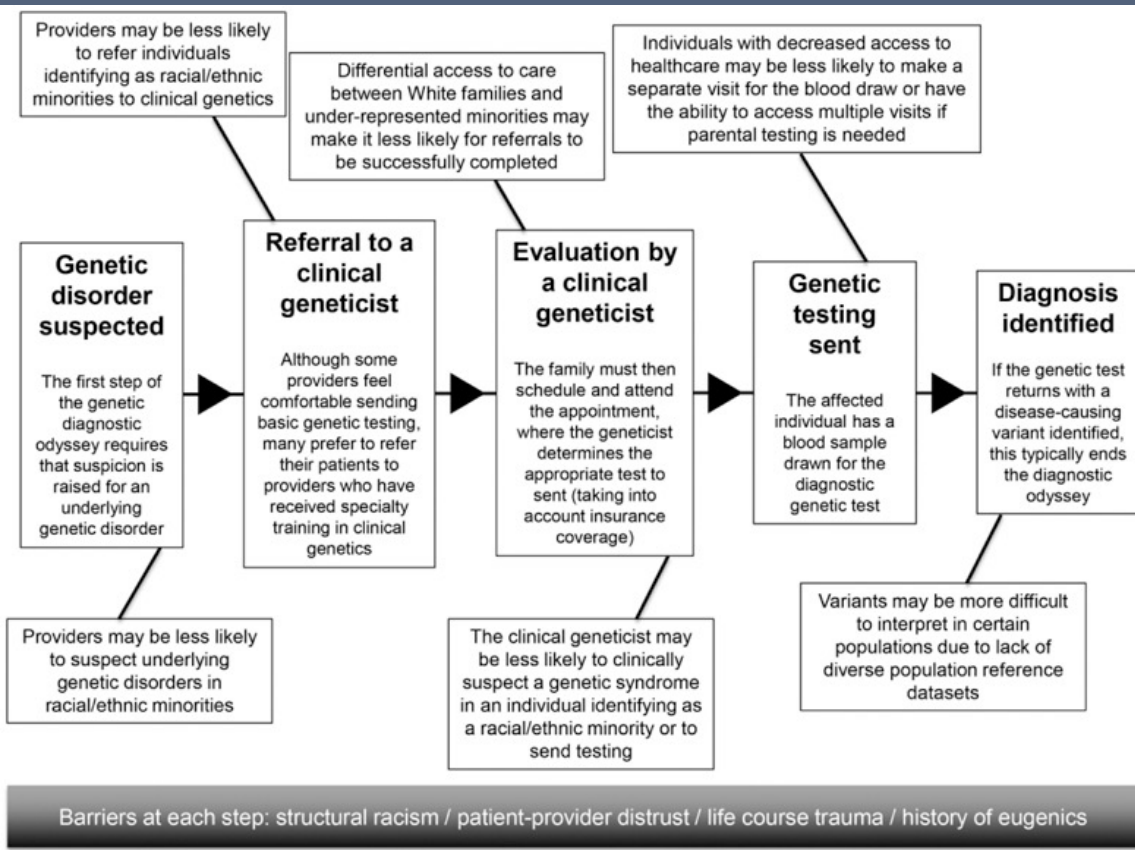 Providers may be less likely
to refer individuals
identifying as racial/ethnic
minorities to clinical genetics
Differential access to care
between White families and
under-represented minorities may
make it less likely for referrals to
be successfully completed
Individuals with decreased access to
healthcare may be less likely to make a
separate visit for the blood draw or have
the ability to access multiple visits if
parental testing is needed
Genetic
disorder
suspected
The first step of
the genetic
diagnostic
odyssey requires
that suspicion is
raised for an
underlying
genetic disorder
Referral to a
clinical
geneticist
Although some
providers feel
comfortable sending
basic genetic testing,
many prefer to refer
their patients to
providers who have
received specialty
training in clinical
genetics
Evaluation by
a clinical
geneticist
The family must then
schedule and attend
the appointment,
where the geneticist
determines the
appropriate test to
sent (taking into
account insurance
coverage)
Genetic
testing
sent
The affected
individual has a
blood sample
drawn for the
diagnostic
genetic test
Diagnosis
identified
If the genetic test
returns with a
disease-causing
variant identified,
this typically ends
the diagnostic
odyssey
Providers may be less likely
to suspect underlying
genetic disorders in
racial/ethnic minorities
The clinical geneticist may
be less likely to clinically
suspect a genetic syndrome
in an individual identifying as
a racial/ethnic minority or to
send testing
Variants may be more difficult
to interpret in certain
populations due to lack of
diverse population reference
datasets
Barriers at each step: structural racism / patient-provider distrust / life course trauma / history of eugenics